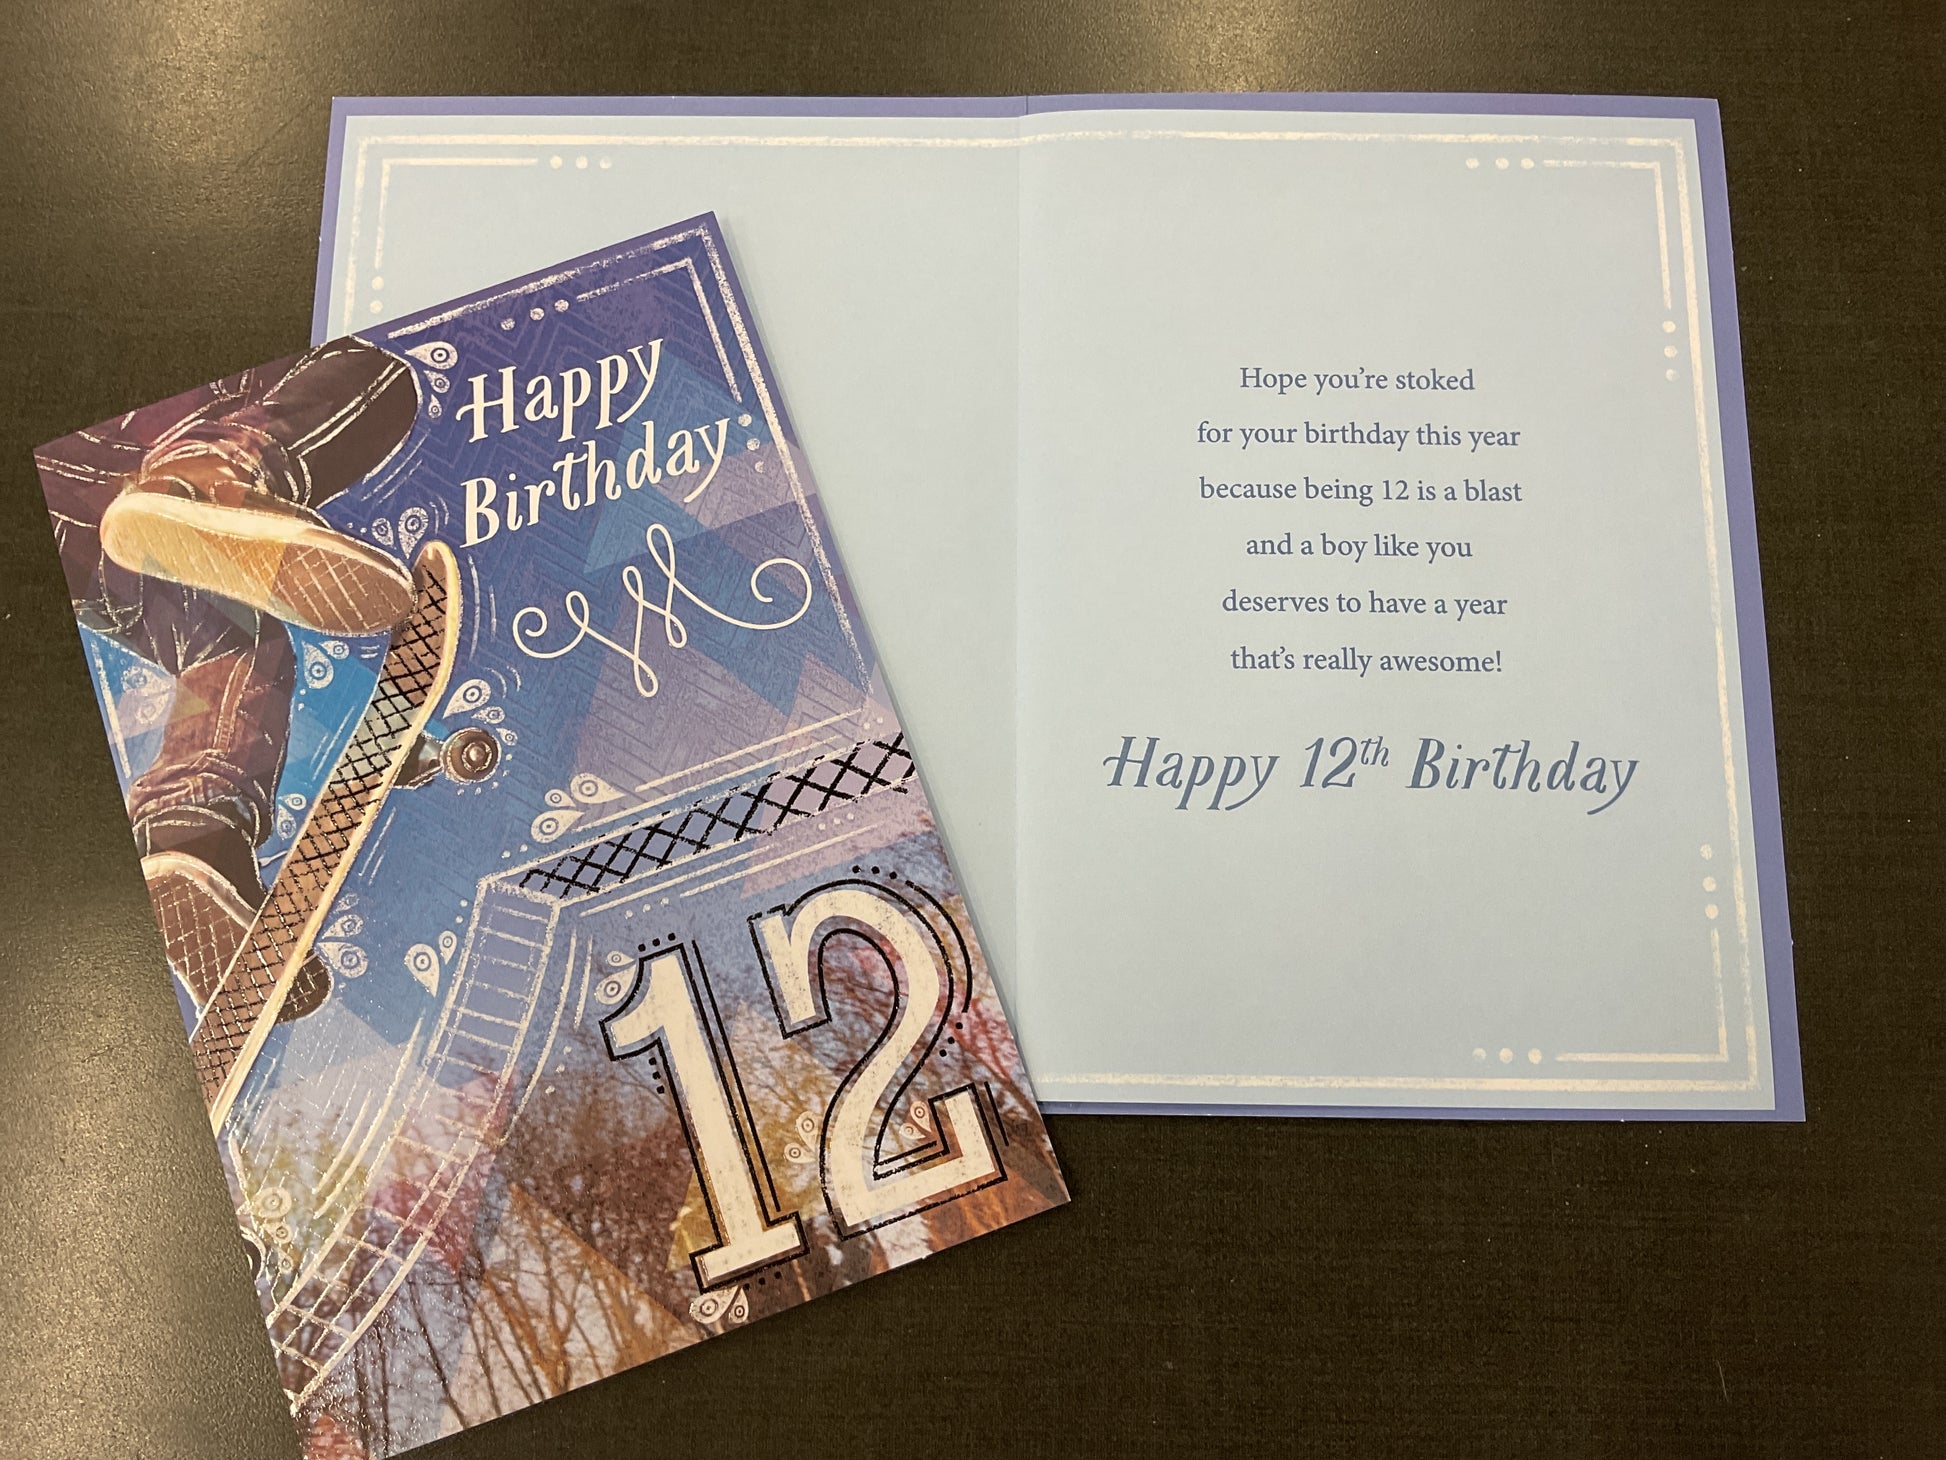 Happy
Birthday
12
Hope you're stoked
for your birthday this year
because being 12 is a blast
and a boy like you
deserves to have a year
that's really awesome!
Happy 12th Birthday